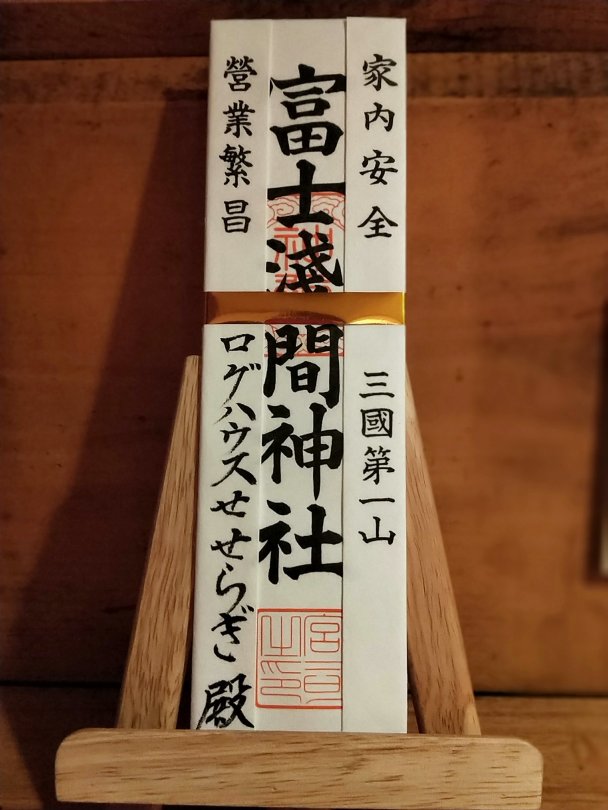 家内安全
三國第一山
富士淺間神社
營業繁昌
ログハウスせせらぎ殿